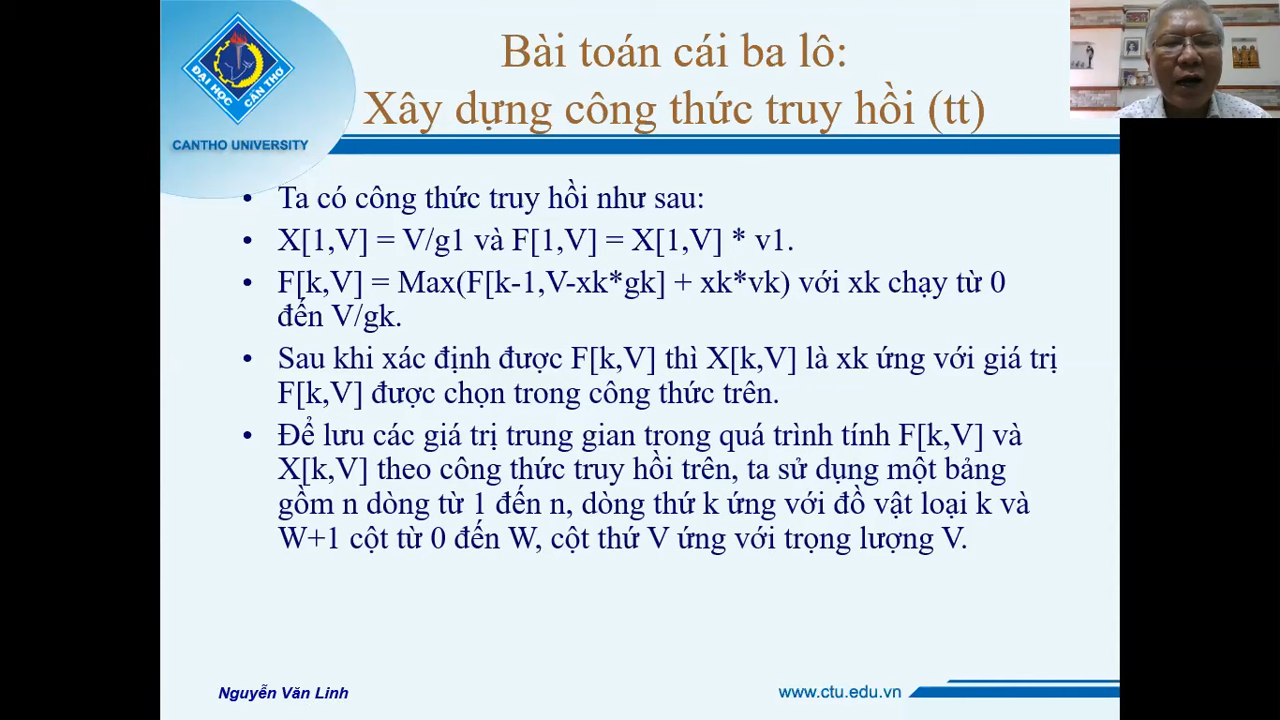 Bài toán cái ba lô:
Xây dựng công thức truy hồi (tt)
ĐẠI HỌC CẦN THƠ
CANTHO UNIVERSITY
• Ta có công thức truy hồi như sau:
• X[1,V] = V/g1 và F[1,V] = X[1,V] * v1.
• F[k,V] = Max(F[k-1,V-xk*gk] + xk*vk) với xk chạy từ 0
đến V/gk.
• Sau khi xác định được F[k,V] thì X[k,V] là xk ứng với giá trị
F[k,V] được chọn trong công thức trên.
• Để lưu các giá trị trung gian trong quá trình tính F[k,V] và
X[k,V] theo công thức truy hồi trên, ta sử dụng một bảng
gồm n dòng từ 1 đến n, dòng thứ k ứng với đồ vật loại k và
W+1 cột từ 0 đến W, cột thứ V ứng với trọng lượng V.
Nguyễn Văn Linh
www.ctu.edu.vn